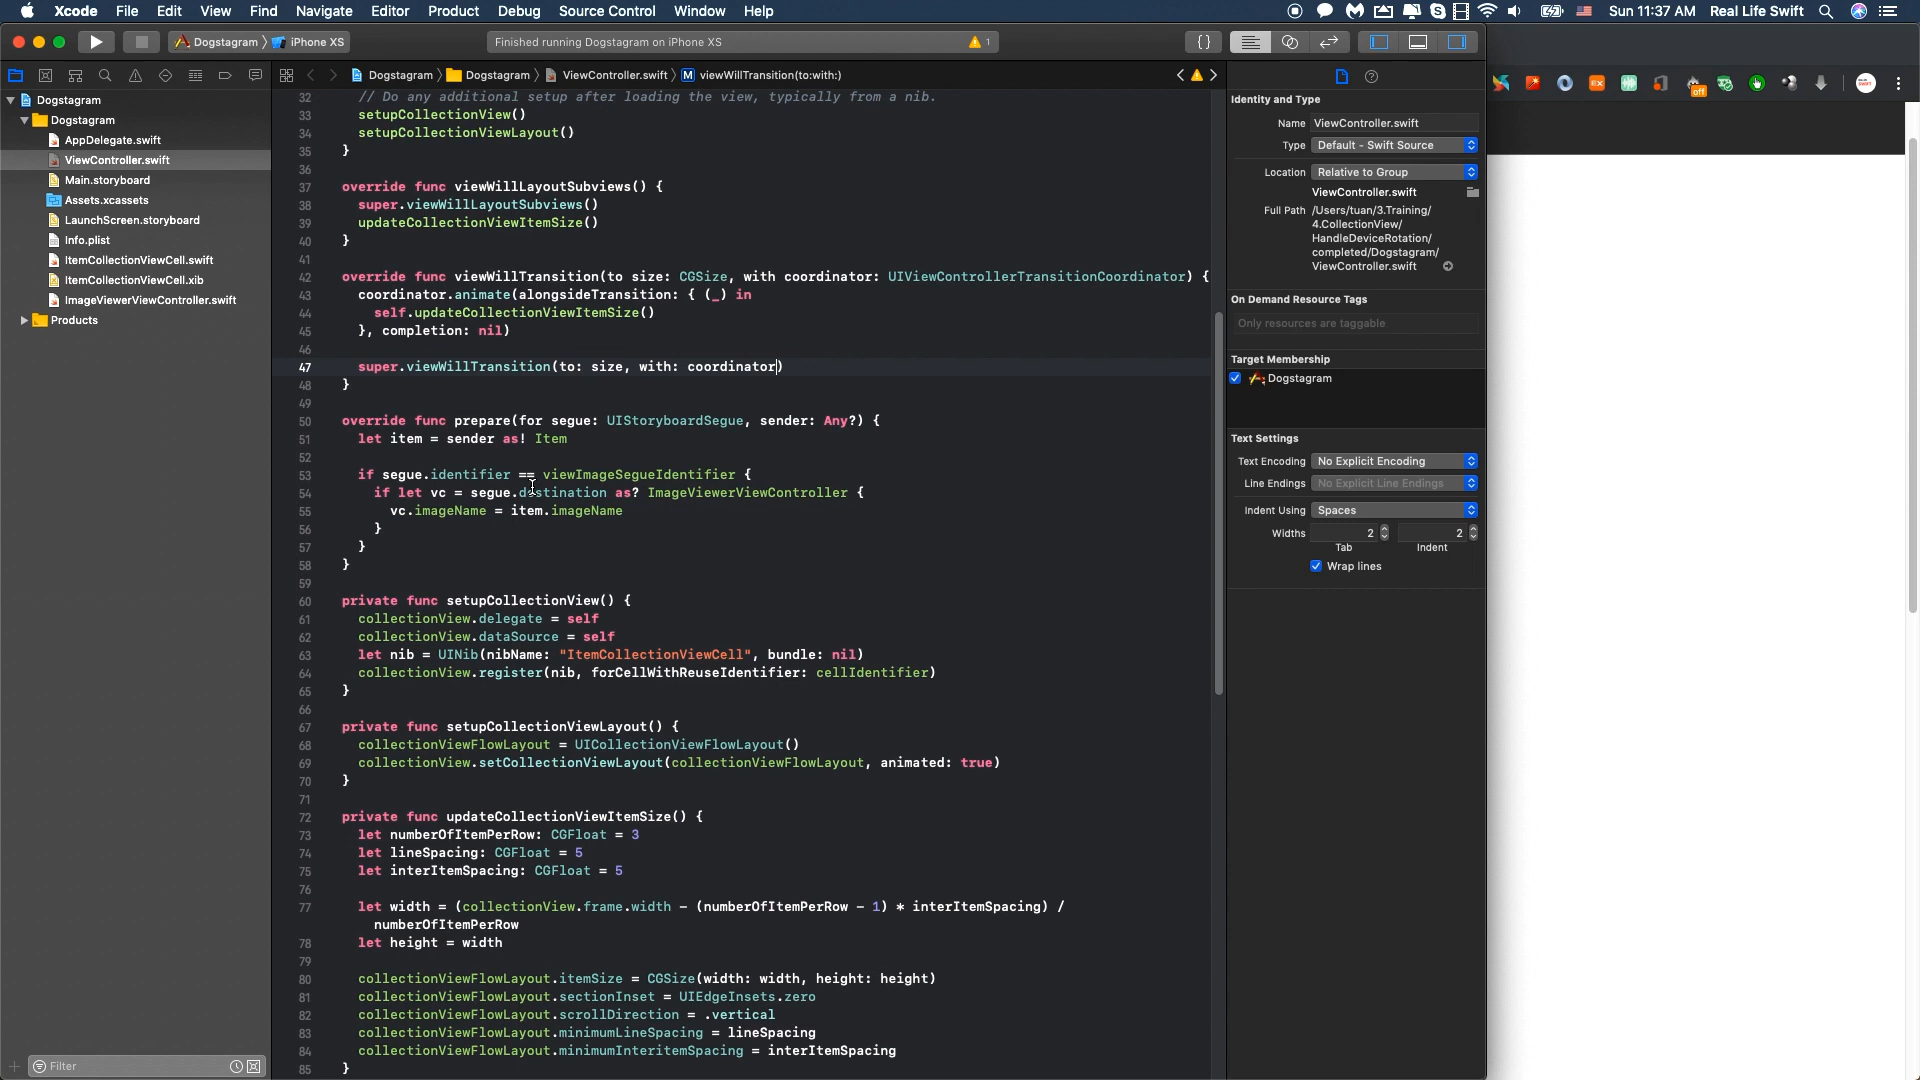 Xcode File Edit View Find Navigate Editor Product Debug Source Control Window Help
Sun 11:37 AM Real Life Swift
Dogstagram iPhone XS
Finished running Dogstagram on iPhone XS 1
Dogstagram Dogstagram ViewController.swift M viewWillTransition(to:with:)
Dogstagram
Dogstagram
AppDelegate.swift
ViewController.swift
Main.storyboard
Assets.xcassets
LaunchScreen.storyboard
Info.plist
ItemCollectionViewCell.swift
ItemCollectionViewCell.xib
ImageViewerViewController.swift
Products
Filter
32 // Do any additional setup after loading the view, typically from a nib.
33 setupCollectionView()
34 setupCollectionViewLayout()
35 }
36
37 override func viewWillLayoutSubviews() {
38 super.viewWillLayoutSubviews()
39 updateCollectionViewItemSize()
40 }
41
42 override func viewWillTransition(to size: CGSize, with coordinator: UIViewControllerTransitionCoordinator) {
43 coordinator.animate(alongsideTransition: { (_) in
44 self.updateCollectionViewItemSize()
45 }, completion: nil)
46
47 super.viewWillTransition(to: size, with: coordinator)
48 }
49
50 override func prepare(for segue: UIStoryboardSegue, sender: Any?) {
51 let item = sender as! Item
52
53 if segue.identifier == viewImageSegueIdentifier {
54 if let vc = segue.destination as? ImageViewerViewController {
55 vc.imageName = item.imageName
56 }
57 }
58 }
59
60 private func setupCollectionView() {
61 collectionView.delegate = self
62 collectionView.dataSource = self
63 let nib = UINib(nibName: "ItemCollectionViewCell", bundle: nil)
64 collectionView.register(nib, forCellWithReuseIdentifier: cellIdentifier)
65 }
66
67 private func setupCollectionViewLayout() {
68 collectionViewFlowLayout = UICollectionViewFlowLayout()
69 collectionView.setCollectionViewLayout(collectionViewFlowLayout, animated: true)
70 }
71
72 private func updateCollectionViewItemSize() {
73 let numberOfItemPerRow: CGFloat = 3
74 let lineSpacing: CGFloat = 5
75 let interItemSpacing: CGFloat = 5
76
77 let width = (collectionView.frame.width - (numberOfItemPerRow - 1) * interItemSpacing) /
numberOfItemPerRow
78 let height = width
79
80 collectionViewFlowLayout.itemSize = CGSize(width: width, height: height)
81 collectionViewFlowLayout.sectionInset = UIEdgeInsets.zero
82 collectionViewFlowLayout.scrollDirection = .vertical
83 collectionViewFlowLayout.minimumLineSpacing = lineSpacing
84 collectionViewFlowLayout.minimumInteritemSpacing = interItemSpacing
85 }
Identity and Type
Name ViewController.swift
Type Default - Swift Source
Location Relative to Group
ViewController.swift
Full Path /Users/tuan/3.Training/
4.CollectionView/
HandleDeviceRotation/
completed/Dogstagram/
ViewController.swift
On Demand Resource Tags
Only resources are taggable
Target Membership
Dogstagram
Text Settings
Text Encoding No Explicit Encoding
Line Endings No Explicit Line Endings
Indent Using Spaces
Widths 2 2
Tab Indent
Wrap lines
off